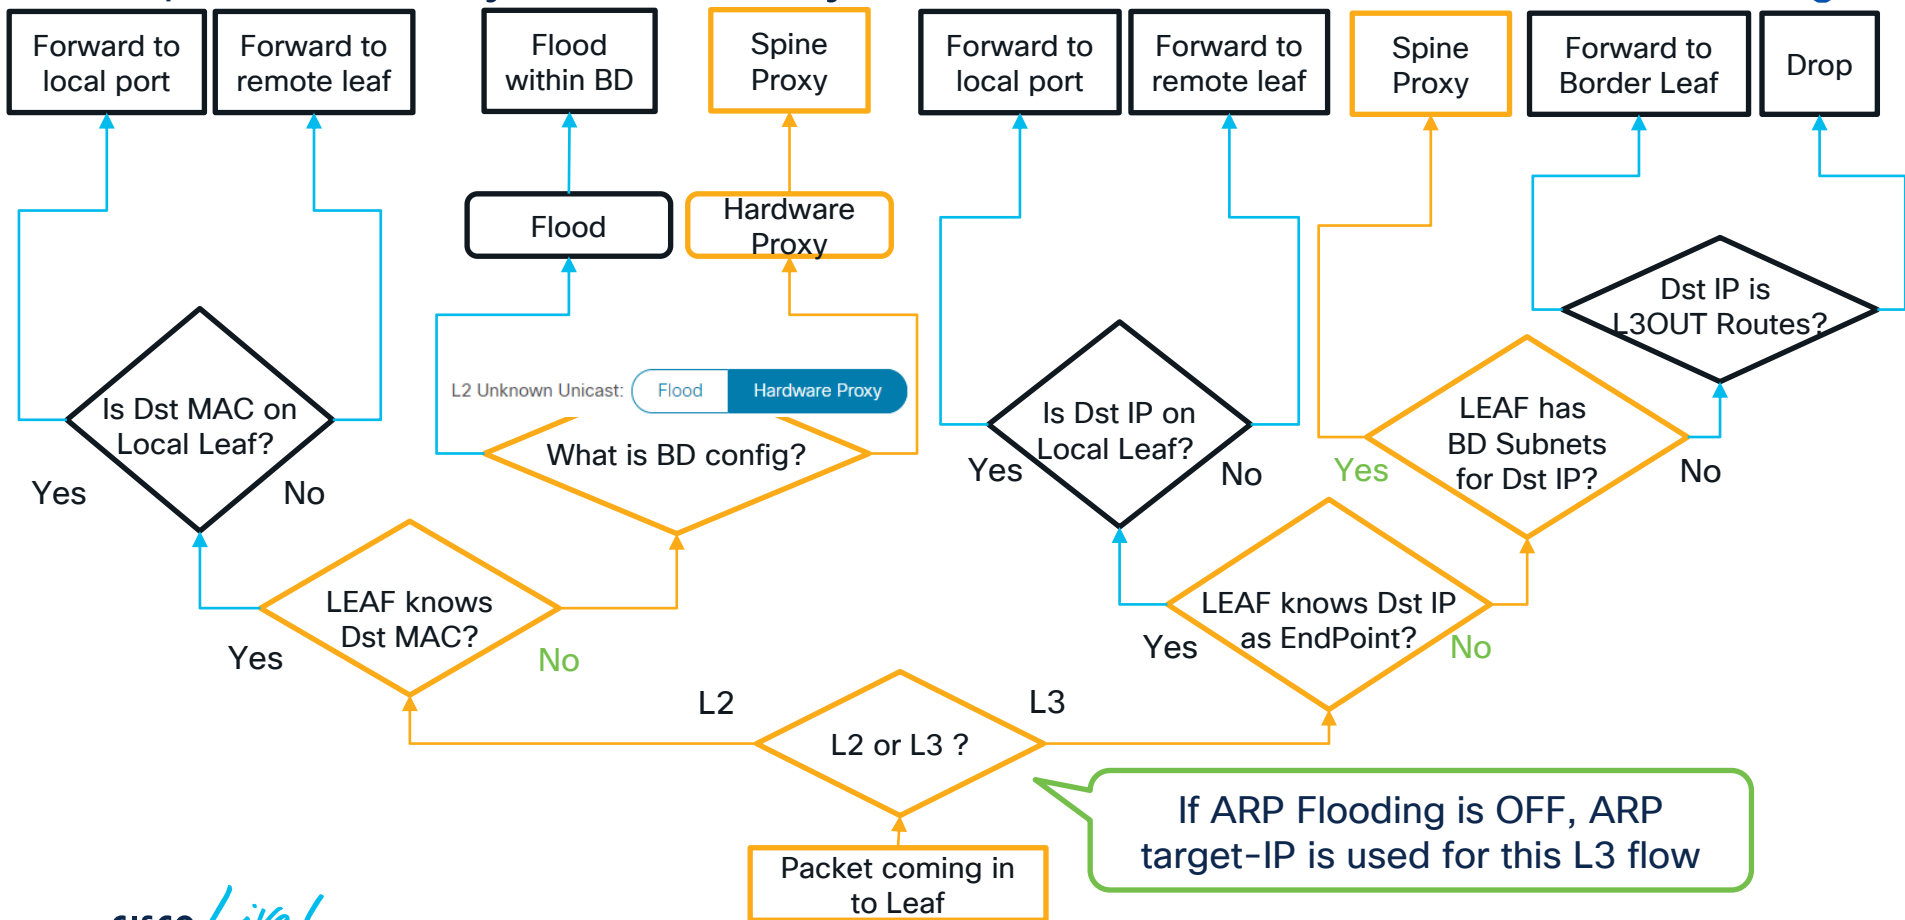 Forward to
local port
Forward to
remote leaf
Flood
within BD
Spine
Proxy
Forward to
local port
Forward to
remote leaf
Spine
Proxy
Forward to
Border Leaf
Drop
Flood
Hardware
Proxy
Dst IP is
L3OUT Routes?
L2 Unknown Unicast: Flood Hardware Proxy
Is Dst MAC on
Local Leaf?
Yes
No
What is BD config?
Is Dst IP on
Local Leaf?
Yes
No
LEAF has
BD Subnets
for Dst IP?
Yes
No
LEAF knows
Dst MAC?
Yes
No
LEAF knows Dst IP
as EndPoint?
Yes
No
L2
L3
L2 or L3 ?
If ARP Flooding is OFF, ARP
target-IP is used for this L3 flow
Packet coming in
to Leaf
cisco Live!